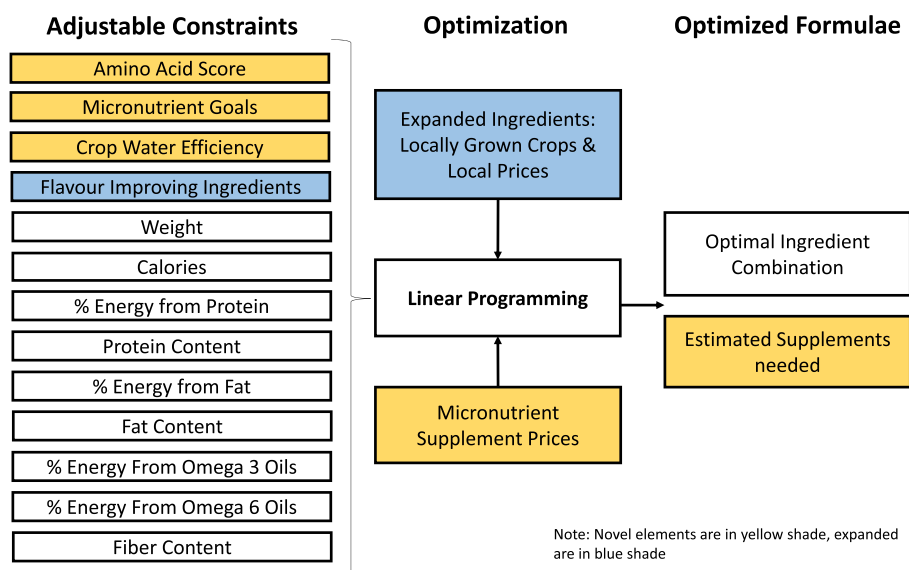 Adjustable Constraints
Amino Acid Score
Micronutrient Goals
Crop Water Efficiency
Flavour Improving Ingredients
Weight
Calories
% Energy from Protein
Protein Content
% Energy from Fat
Fat Content
% Energy From Omega 3 Oils
% Energy From Omega 6 Oils
Fiber Content
Optimization
Expanded Ingredients:
Locally Grown Crops &
Local Prices
Linear Programming
Micronutrient
Supplement Prices
Optimized Formulae
Optimal Ingredient
Combination
Estimated Supplements
needed
Note: Novel elements are in yellow shade, expanded
are in blue shade